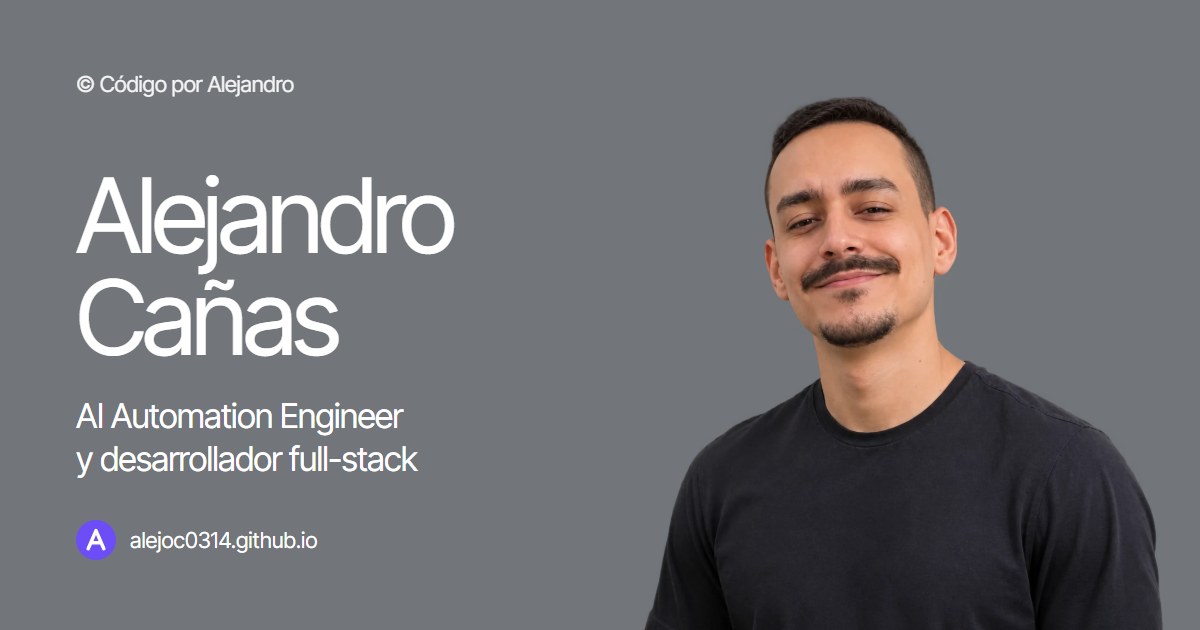 © Código por Alejandro
Alejandro
Cañas
AI Automation Engineer
y desarrollador full-stack
A alejoc0314.github.io